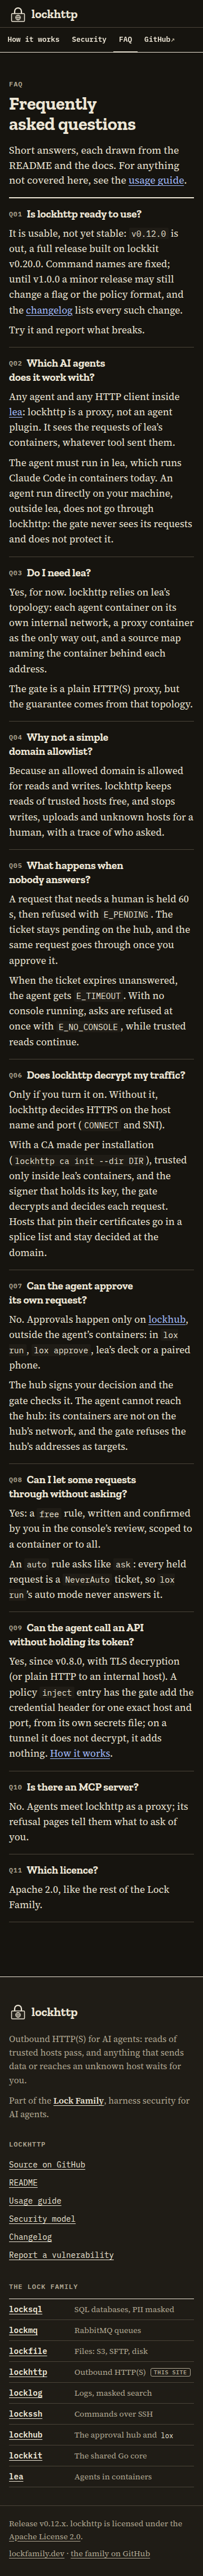 lockhttp
How it works Security FAQ GitHub↗
FAQ
Frequently
asked questions
Short answers, each drawn from the
README and the docs. For anything
not covered here, see the usage guide.
Q01 Is lockhttp ready to use?
It is usable, not yet stable: v0.12.0 is
out, a full release built on lockkit
v0.20.0. Command names are fixed;
until v1.0.0 a minor release may still
change a flag or the policy format, and
the changelog lists every such change.
Try it and report what breaks.
Q02 Which AI agents
does it work with?
Any agent and any HTTP client inside
lea: lockhttp is a proxy, not an agent
plugin. It sees the requests of lea's
containers, whatever tool sent them.
The agent must run in lea, which runs
Claude Code in containers today. An
agent run directly on your machine,
outside lea, does not go through
lockhttp: the gate never sees its requests
and does not protect it.
Q03 Do I need lea?
Yes, for now. lockhttp relies on lea's
topology: each agent container on its
own internal network, a proxy container
as the only way out, and a source map
naming the container behind each
address.
The gate is a plain HTTP(S) proxy, but
the guarantee comes from that topology.
Q04 Why not a simple
domain allowlist?
Because an allowed domain is allowed
for reads and writes. lockhttp keeps
reads of trusted hosts free, and stops
writes, uploads and unknown hosts for a
human, with a trace of who asked.
Q05 What happens when
nobody answers?
A request that needs a human is held 60
s, then refused with E_PENDING. The
ticket stays pending on the hub, and the
same request goes through once you
approve it.
When the ticket expires unanswered,
the agent gets E_TIMEOUT. With no
console running, asks are refused at
once with E_NO_CONSOLE, while trusted
reads continue.
Q06 Does lockhttp decrypt my traffic?
Only if you turn it on. Without it,
lockhttp decides HTTPS on the host
name and port (CONNECT and SNI).
With a CA made per installation
(lockhttp ca init --dir DIR), trusted
only inside lea's containers, and the
signer that holds its key, the gate
decrypts and decides each request.
Hosts that pin their certificates go in a
splice list and stay decided at the
domain.
Q07 Can the agent approve
its own request?
No. Approvals happen only on lockhub,
outside the agent's containers: in lox
run, lox approve, lea's deck or a paired
phone.
The hub signs your decision and the
gate checks it. The agent cannot reach
the hub: its containers are not on the
hub's network, and the gate refuses the
hub's addresses as targets.
Q08 Can I let some requests
through without asking?
Yes: a free rule, written and confirmed
by you in the console's review, scoped to
a container or to all.
An auto rule asks like ask: every held
request is a NeverAuto ticket, so lox
run's auto mode never answers it.
Q09 Can the agent call an API
without holding its token?
Yes, since v0.8.0, with TLS decryption
(or plain HTTP to an internal host). A
policy inject entry has the gate add the
credential header for one exact host and
port, from its own secrets file; on a
tunnel it does not decrypt, it adds
nothing. How it works.
Q10 Is there an MCP server?
No. Agents meet lockhttp as a proxy; its
refusal pages tell them what to ask of
you.
Q11 Which licence?
Apache 2.0, like the rest of the Lock
Family.
lockhttp
Outbound HTTP(S) for AI agents: reads of
trusted hosts pass, and anything that sends
data or reaches an unknown host waits for
you.
Part of the Lock Family, harness security for
AI agents.
LOCKHTTP
Source on GitHub
README
Usage guide
Security model
Changelog
Report a vulnerability
THE LOCK FAMILY
locksql SQL databases, PII masked
lockmq RabbitMQ queues
lockfile Files: S3, SFTP, disk
lockhttp Outbound HTTP(S) THIS SITE
locklog Logs, masked search
lockssh Commands over SSH
lockhub The approval hub and lox
lockkit The shared Go core
lea Agents in containers
Release v0.12.x. lockhttp is licensed under the
Apache License 2.0.
lockfamily.dev · the family on GitHub